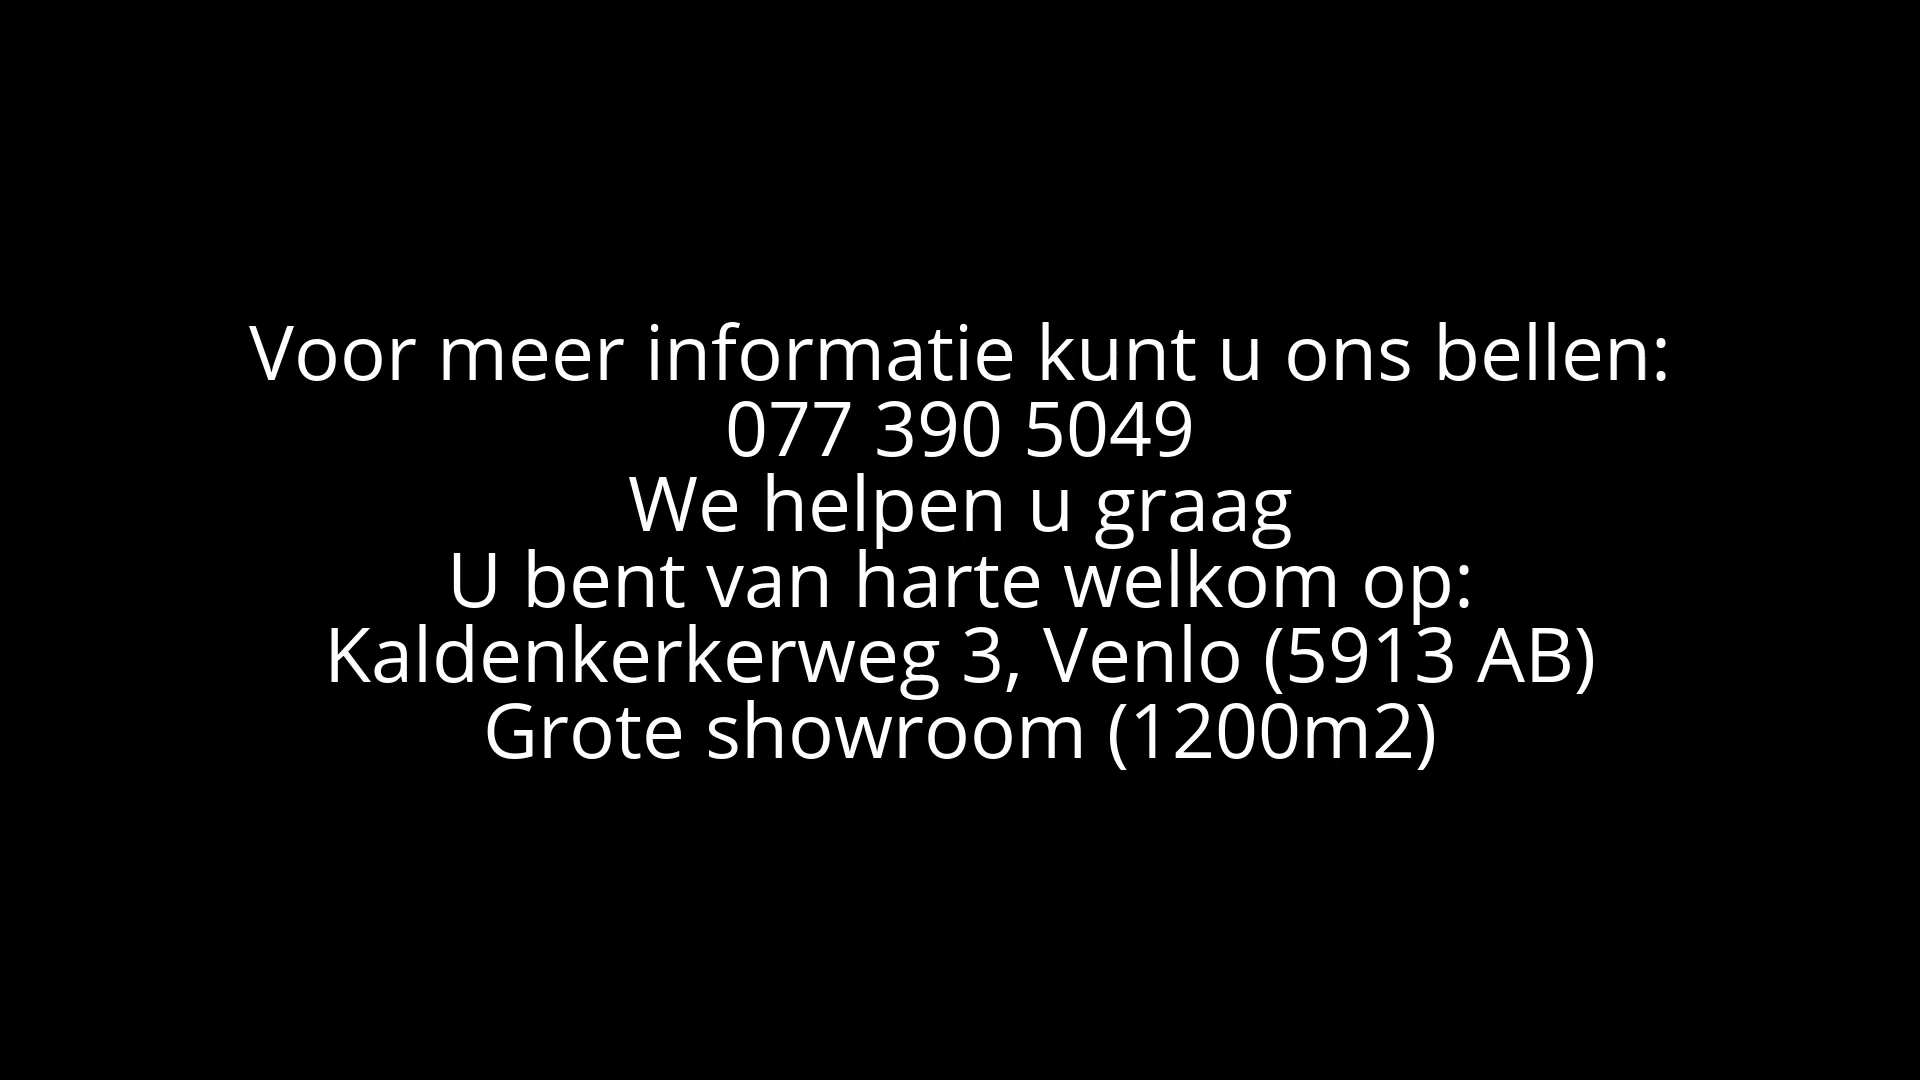 Voor meer informatie kunt u ons bellen:
077 390 5049
We helpen u graag
U bent van harte welkom op:
Kaldenkerkerweg 3, Venlo (5913 AB)
Grote showroom (1200m2)